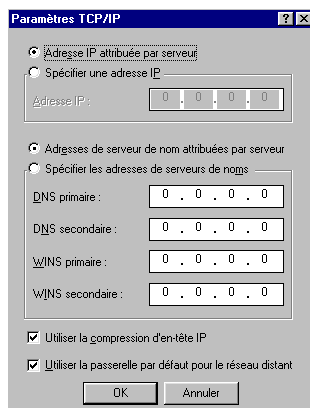 Paramètres TCP/IP
Adresse IP attribuée par serveur
Spécifier une adresse IP
Adresse IP : 0 . 0 . 0 . 0
Adresses de serveur de nom attribuées par serveur
Spécifier les adresses de serveurs de noms
DNS primaire : 0 . 0 . 0 . 0
DNS secondaire : 0 . 0 . 0 . 0
WINS primaire : 0 . 0 . 0 . 0
WINS secondaire : 0 . 0 . 0 . 0
Utiliser la compression d'en-tête IP
Utiliser la passerelle par défaut pour le réseau distant
OK Annuler